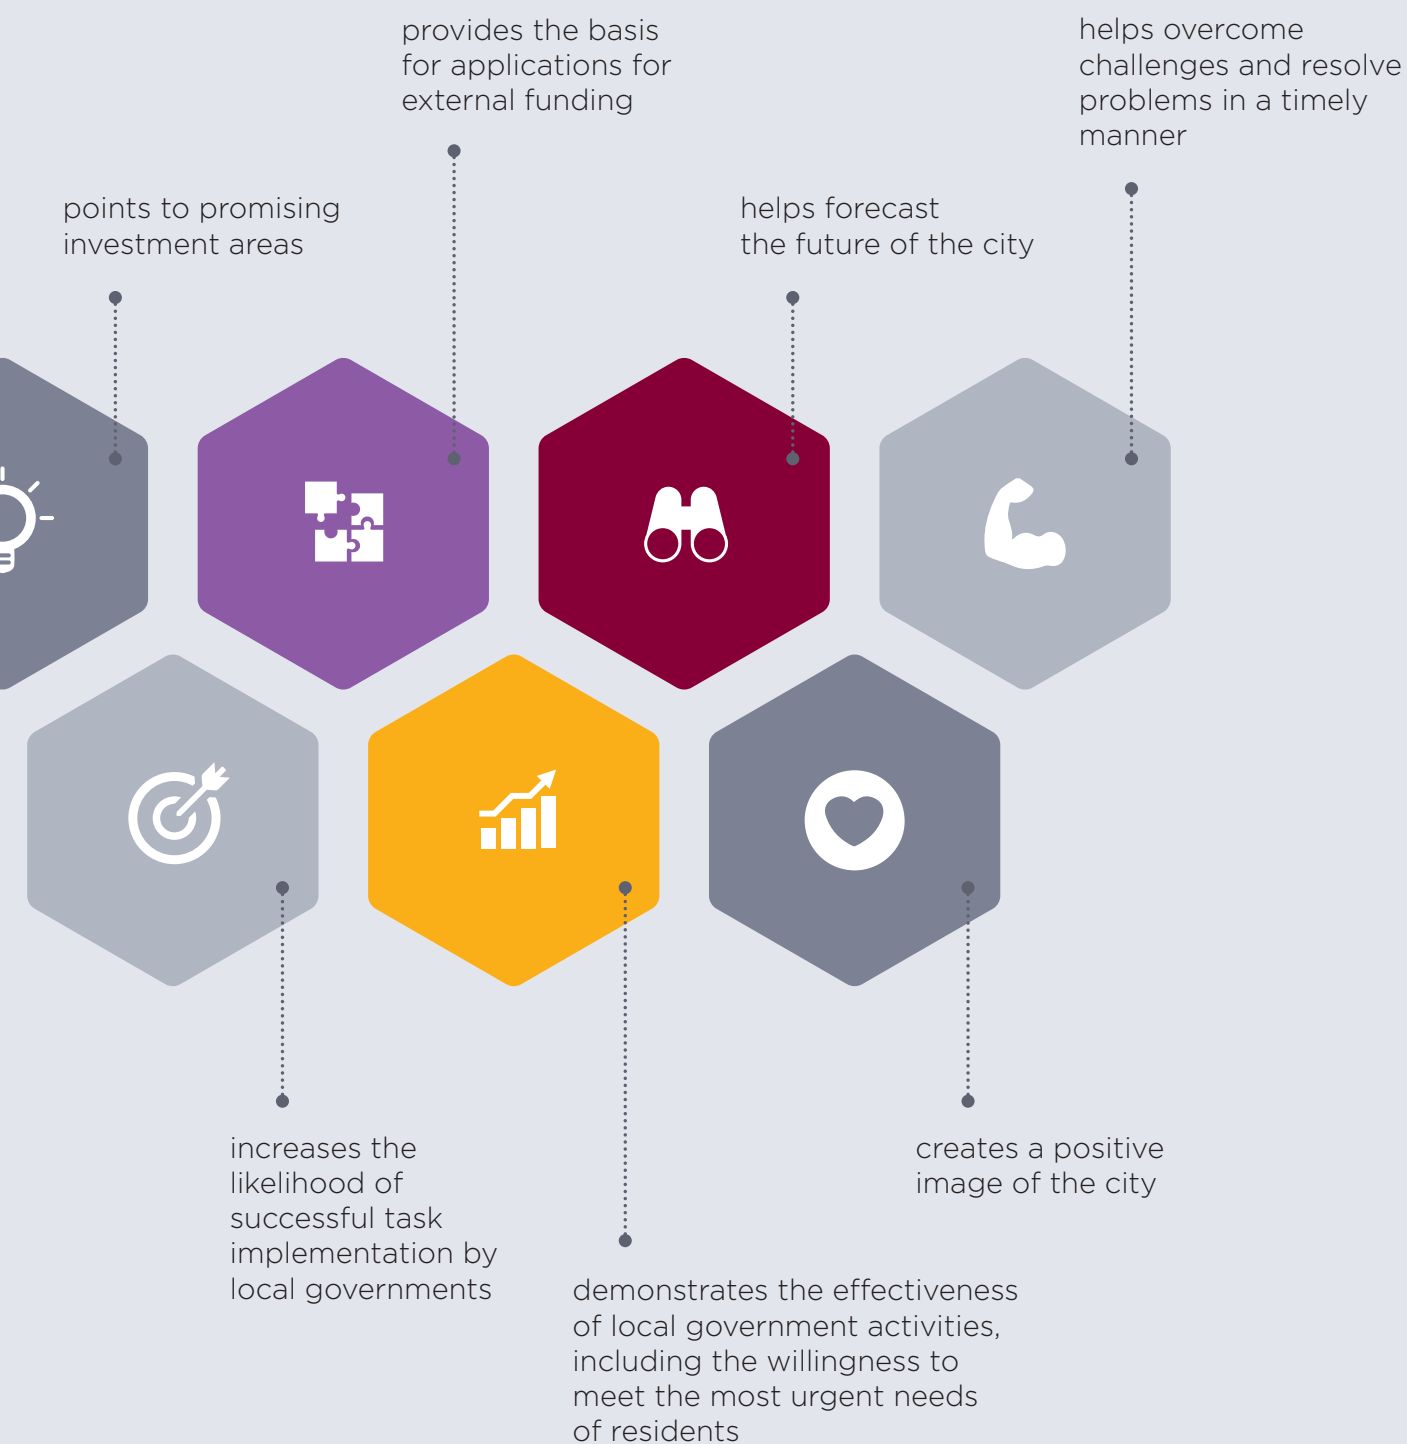 provides the basis
for applications for
external funding
helps overcome
challenges and resolve
problems in a timely
manner
points to promising
investment areas
helps forecast
the future of the city
increases the
likelihood of
successful task
implementation by
local governments
creates a positive
image of the city
demonstrates the effectiveness
of local government activities,
including the willingness to
meet the most urgent needs
of residents